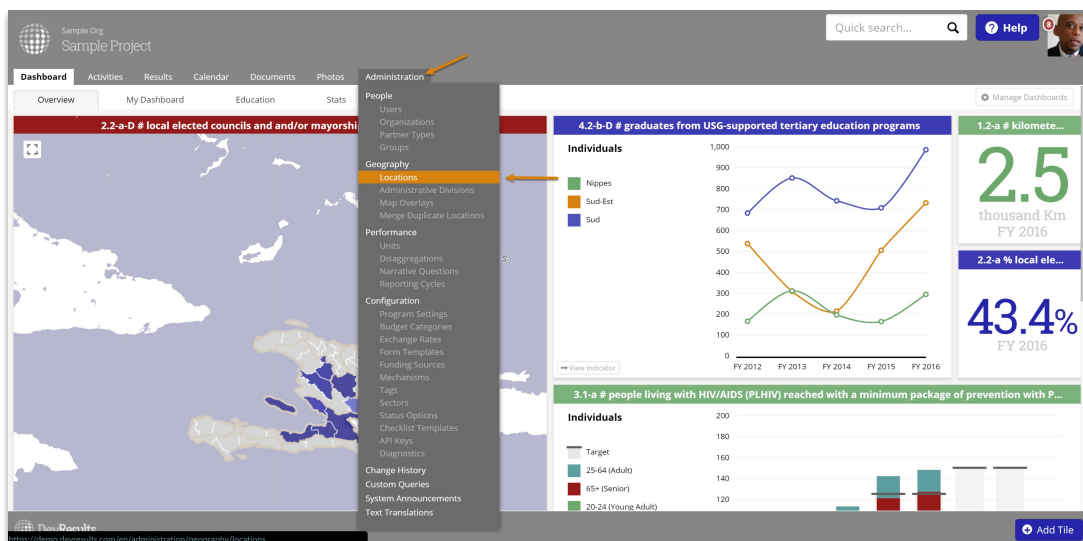 Sample Org
Sample Project
Quick search...
Help
8
Dashboard
Activities
Results
Calendar
Documents
Photos
Administration
Overview
My Dashboard
Education
Stats
Manage Dashboards
People
Users
Organizations
Partner Types
Groups
Geography
Locations
Administrative Divisions
Map Overlays
Merge Duplicate Locations
Performance
Units
Disaggregations
Narrative Questions
Reporting Cycles
Configuration
Program Settings
Budget Categories
Exchange Rates
Form Templates
Funding Sources
Mechanisms
Tags
Sectors
Status Options
Checklist Templates
API Keys
Diagnostics
Change History
Custom Queries
System Announcements
Text Translations
2.2-a-D # local elected councils and and/or mayorshi
s
4.2-b-D # graduates from USG-supported tertiary education programs
Individuals
Nippes
Sud-Est
Sud
1,000
900
800
700
600
500
400
300
200
100
0
FY 2012
FY 2013
FY 2014
FY 2015
FY 2016
View Indicator
1.2-a # kilomete...
2.5
thousand Km
FY 2016
2.2-a % local ele...
43.4%
FY 2016
3.1-a # people living with HIV/AIDS (PLHIV) reached with a minimum package of prevention with P...
Individuals
Target
25-64 (Adult)
65+ (Senior)
20-24 (Young Adult)
200
180
160
140
120
DevResults
https://demo.devresults.com/en/administration/geography/locations
Add Tile